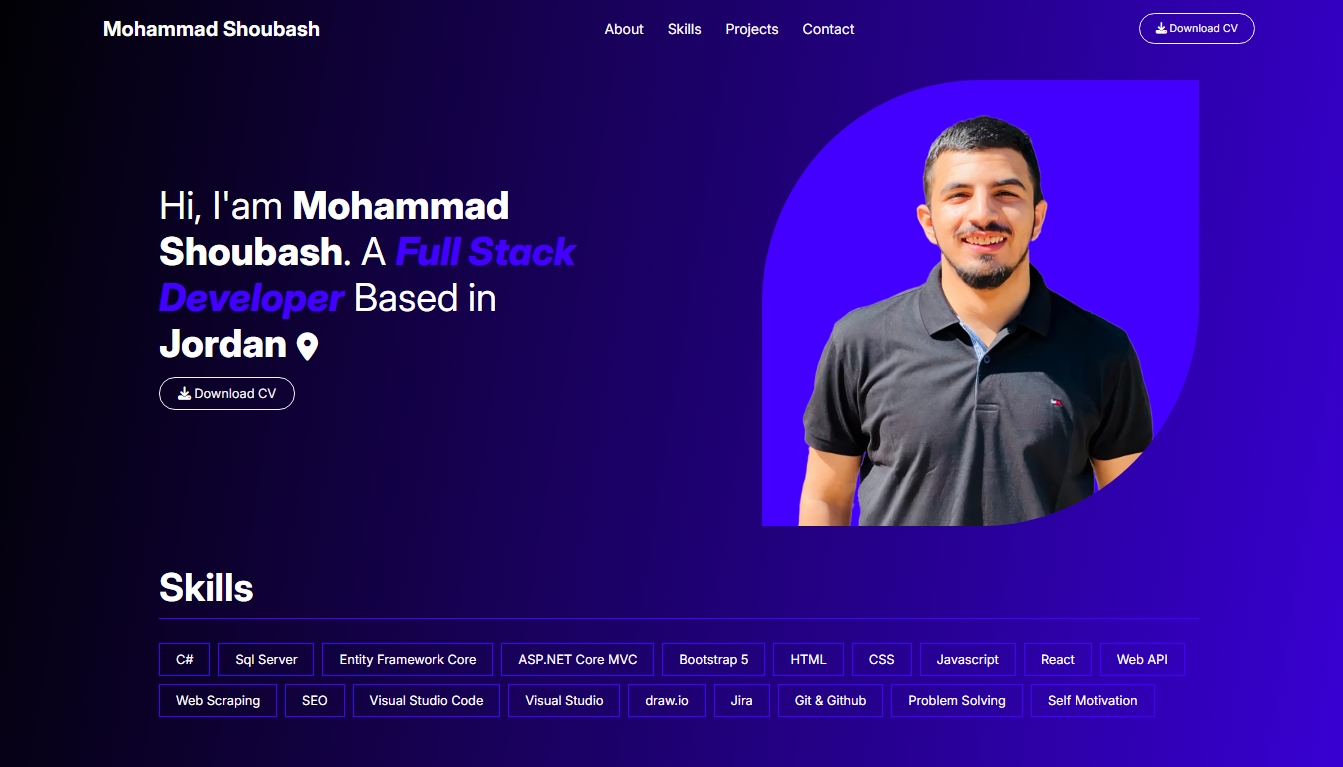 Mohammad Shoubash
About Skills Projects Contact
Download CV
Hi, I'am Mohammad
Shoubash. A Full Stack
Developer Based in
Jordan
Download CV
Skills
C# Sql Server Entity Framework Core ASP.NET Core MVC Bootstrap 5 HTML CSS Javascript React Web API
Web Scraping SEO Visual Studio Code Visual Studio draw.io Jira Git & Github Problem Solving Self Motivation